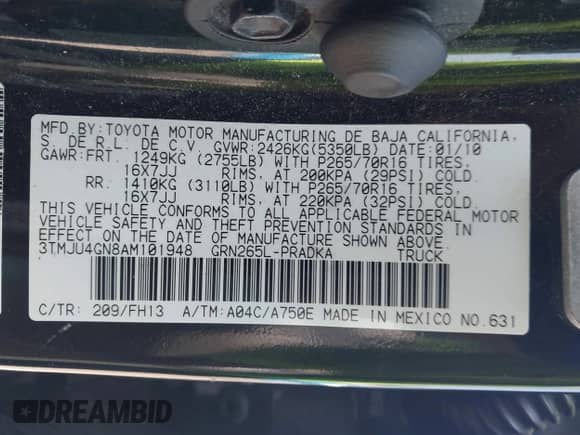 MFD.BY:TOYOTA MOTOR MANUFACTURING DE BAJA CALIFORNIA,
S. DE R.L. DE C.V. GVWR:2426KG(5350LB) DATE:01/10
GAWR:FRT. 1249KG (2755LB) WITH P265/70R16 TIRES,
16X7JJ RIMS, AT 200KPA (29PSI) COLD
RR. 1410KG (3110LB) WITH P265/70R16 TIRES,
16X7JJ RIMS, AT 220KPA (32PSI) COLD
THIS VEHICLE CONFORMS TO ALL APPLICABLE FEDERAL MOTOR
VEHICLE SAFETY AND THEFT PREVENTION STANDARDS IN
EFFECT ON THE DATE OF MANUFACTURE SHOWN ABOVE.
3TMJU4GN8AM101948 GRN265L-PRADKA TRUCK
C/TR: 209/FH13 A/TM:A04C/A750E MADE IN MEXICO NO.631
DREAMBID